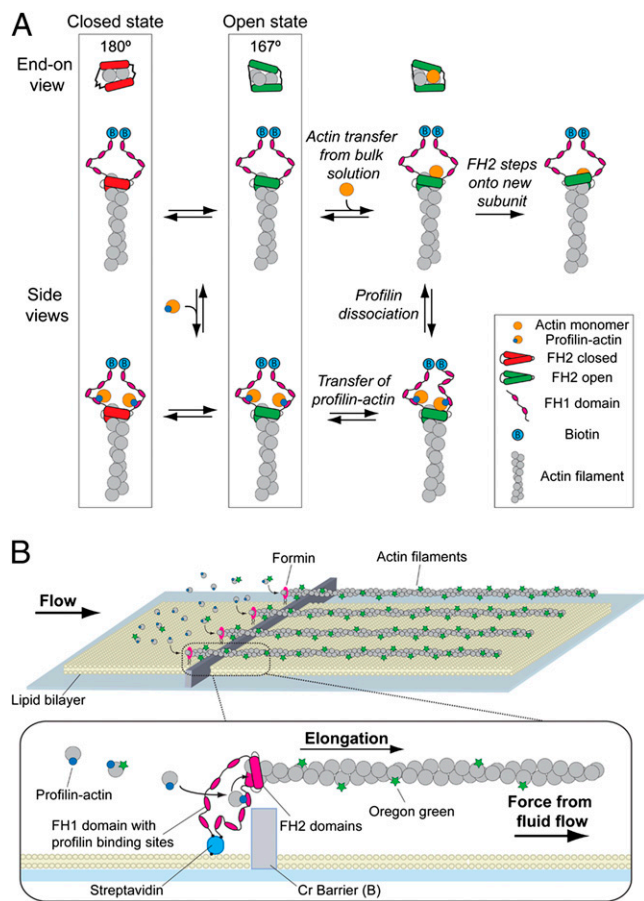 A
Closed state
Open state
180º
167º
End-on
view
B B
B B
B B
B B
Actin transfer
from bulk
solution
FH2 steps
onto new
subunit
Side
views
Profilin
dissociation
B B
B B
B B
Transfer of
profilin-actin
Actin monomer
Profilin-actin
FH2 closed
FH2 open
FH1 domain
B
Biotin
Actin filament
B
Flow
Formin
Actin filaments
Lipid bilayer
Elongation
Profilin-actin
Oregon green
FH1 domain with
profilin binding sites
FH2 domains
Force from
fluid flow
Streptavidin
Cr Barrier (B)